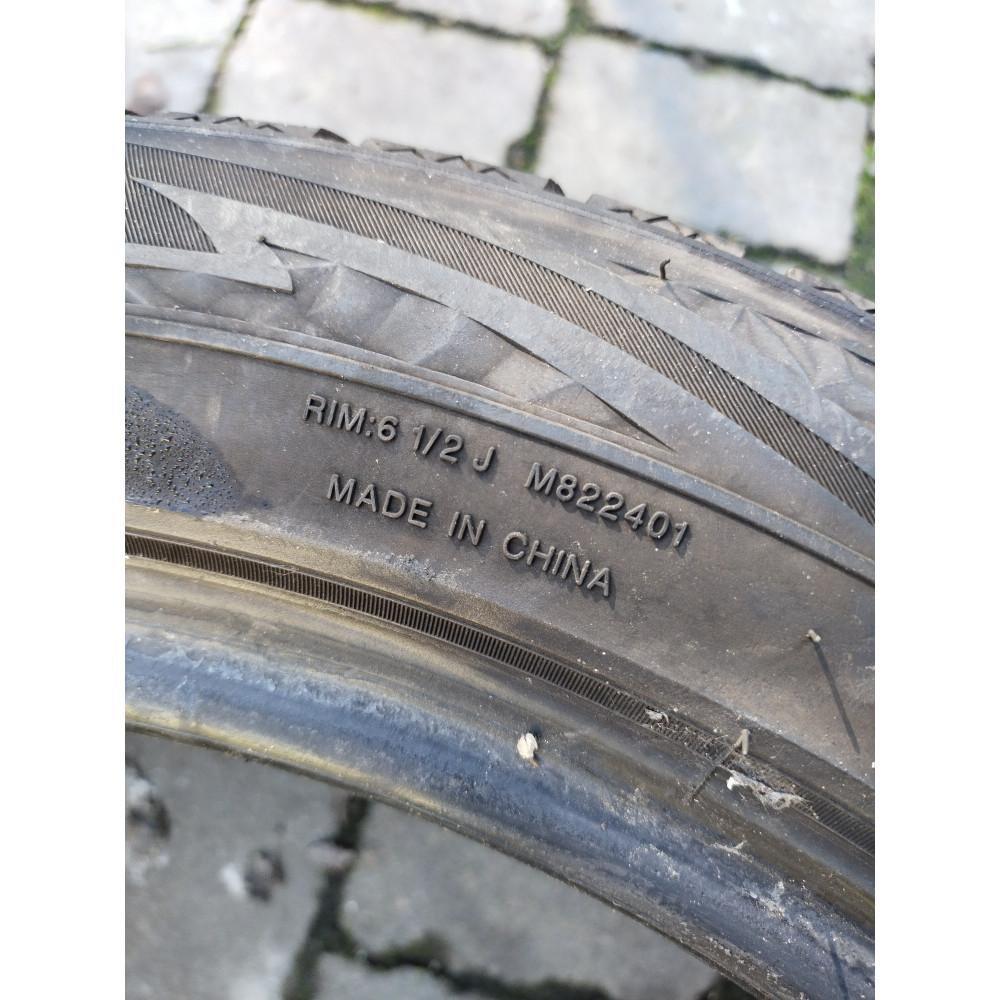 RIM:6 1/2 J M822401
MADE IN CHINA